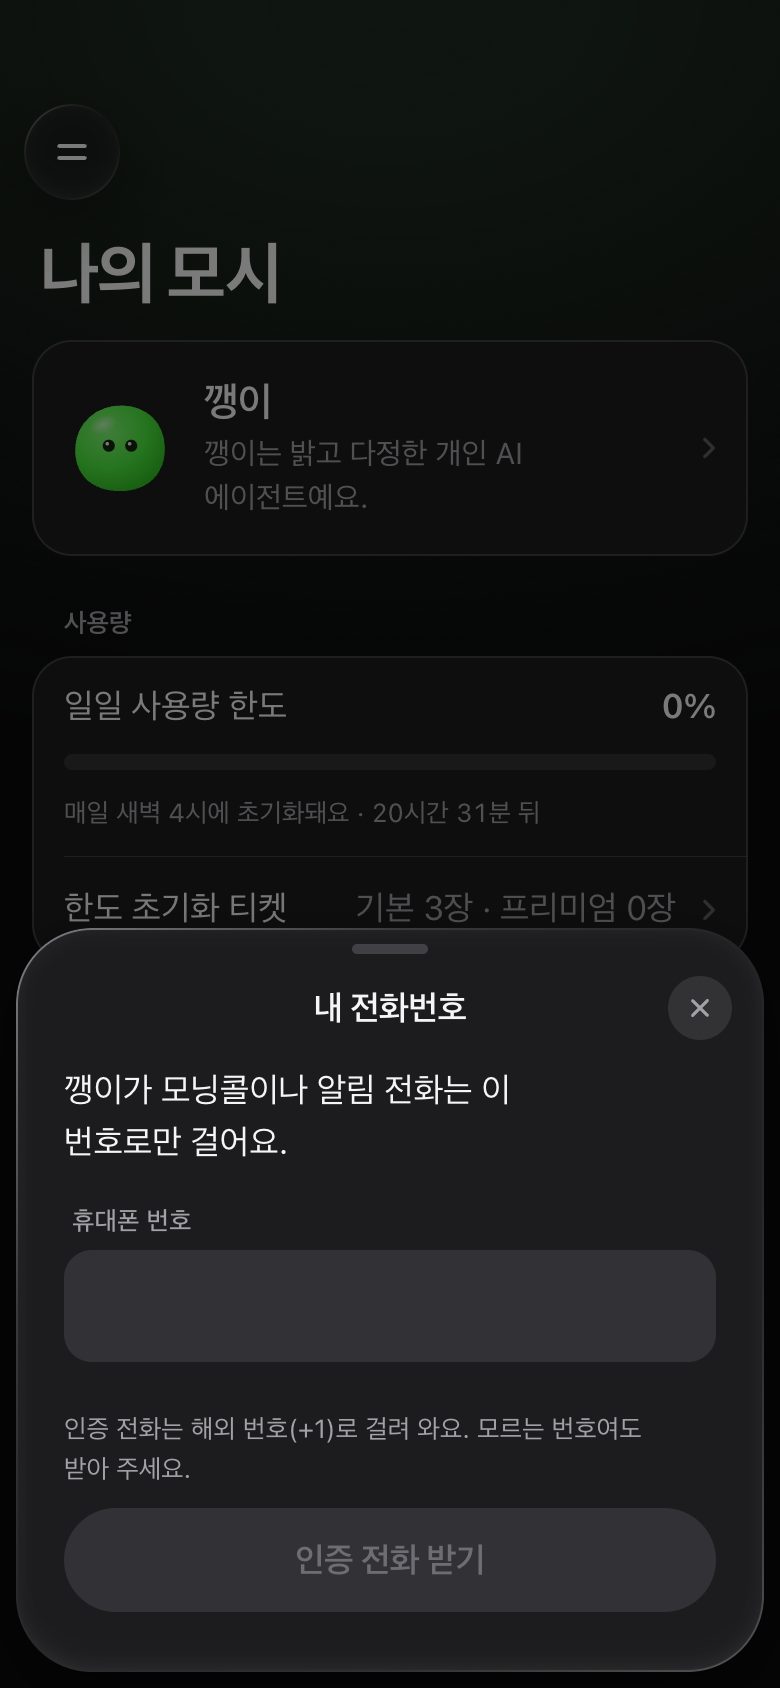 나의 모시
깽이
깽이는 밝고 다정한 개인 AI
에이전트예요.
사용량
일일 사용량 한도 0%
매일 새벽 4시에 초기화돼요 · 20시간 31분 뒤
한도 초기화 티켓 기본 3장 · 프리미엄 0장
내 전화번호
깽이가 모닝콜이나 알림 전화는 이
번호로만 걸어요.
휴대폰 번호
인증 전화는 해외 번호(+1)로 걸려 와요. 모르는 번호여도
받아 주세요.
인증 전화 받기